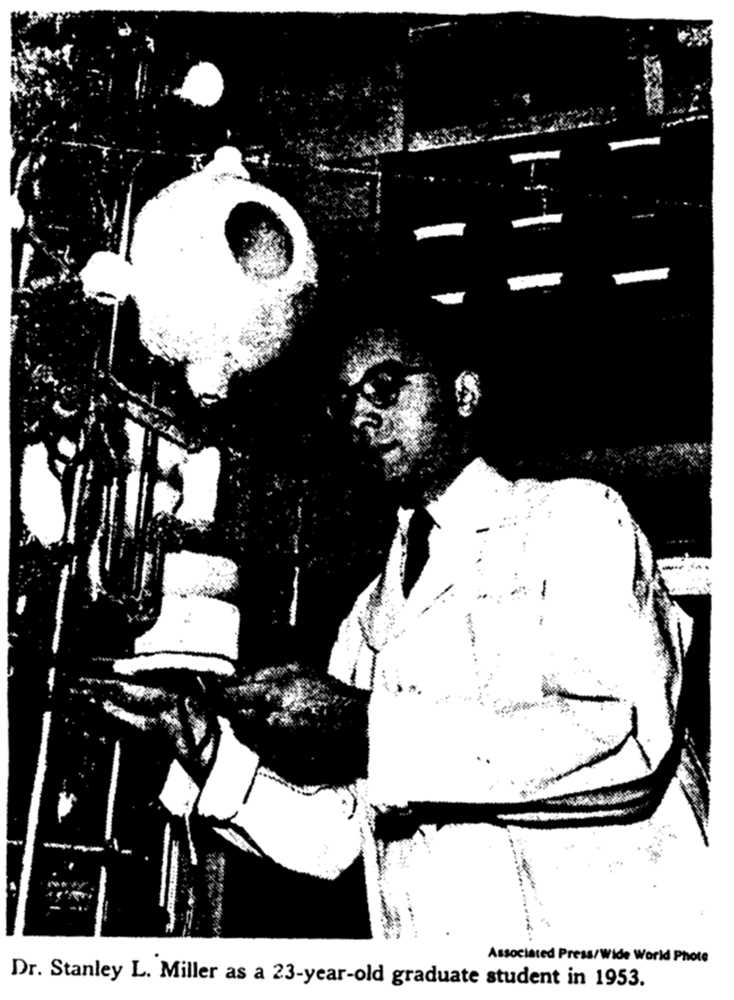 Associated Press/Wide World Photo
Dr. Stanley L. Miller as a 23-year-old graduate student in 1953.